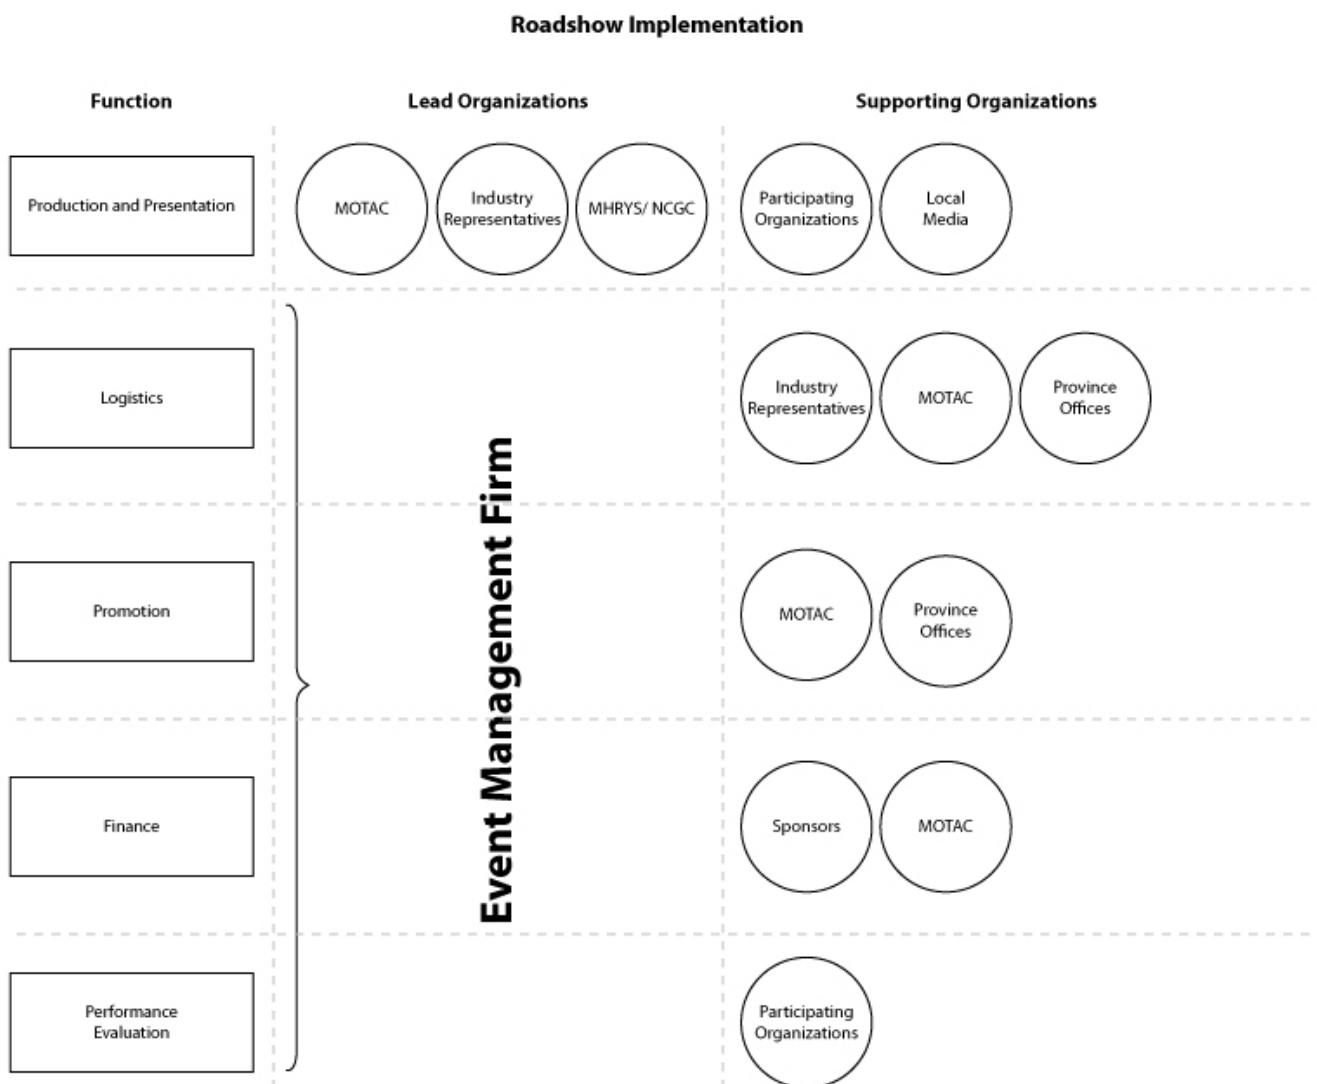 Roadshow Implementation
Function
Lead Organizations
Supporting Organizations
Production and Presentation
MOTAC
Industry
Representatives
MHRYS/ NCGC
Participating
Organizations
Local
Media
Logistics
Event Management Firm
Industry
Representatives
MOTAC
Province
Offices
Promotion
MOTAC
Province
Offices
Finance
Sponsors
MOTAC
Performance
Evaluation
Participating
Organizations